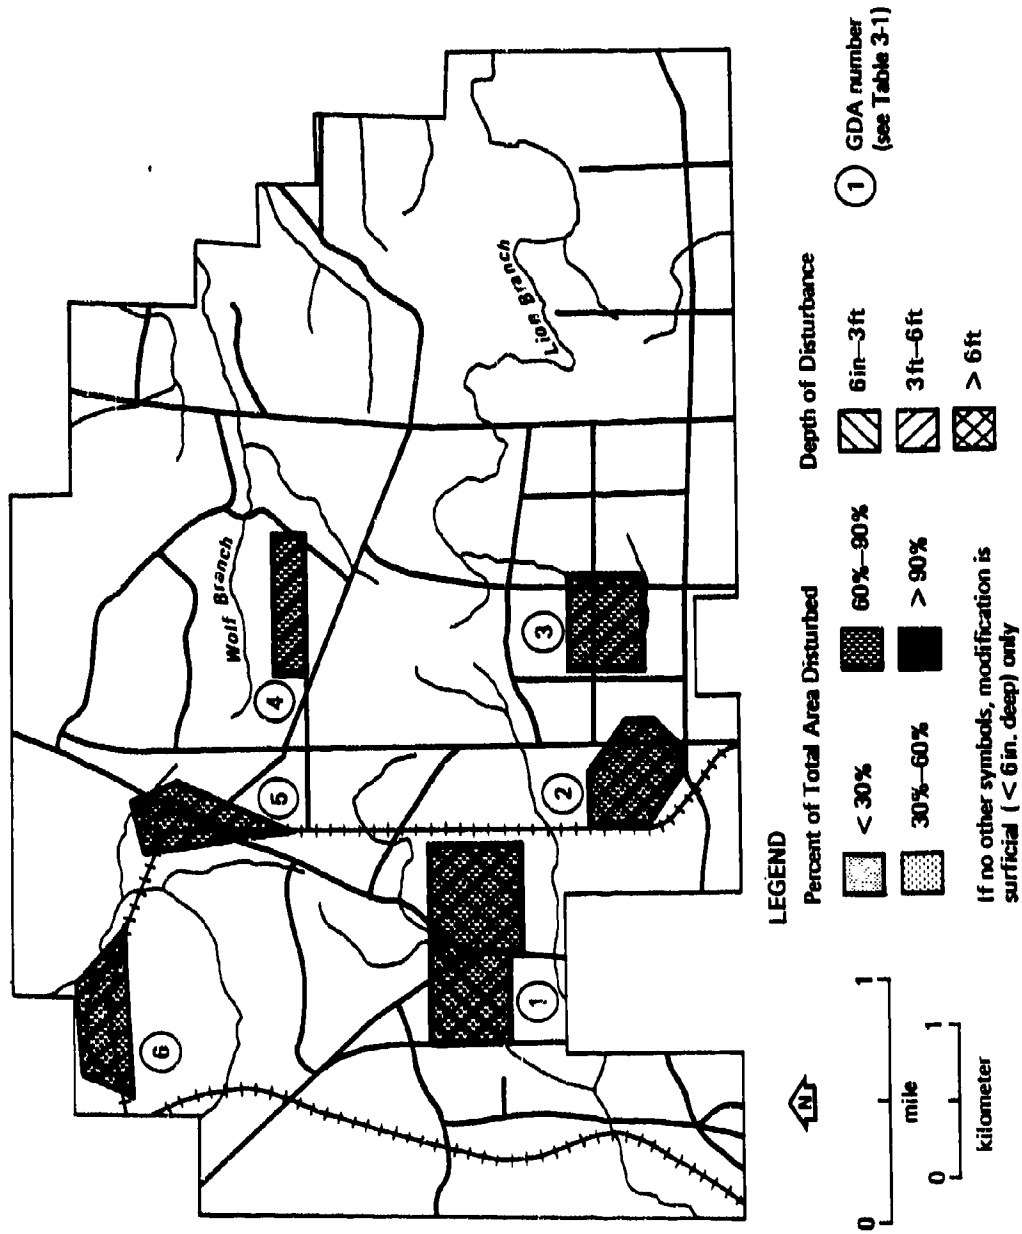 Wolf Branch
Lion Branch
6
5
4
3
2
1
LEGEND
Percent of Total Area Disturbed
< 30%
60%–90%
30%–60%
> 90%
If no other symbols, modification is
surficial ( < 6 in. deep) only
Depth of Disturbance
6in–3ft
3ft–6ft
> 6ft
1 GDA number
(see Table 3-1)
N
0 1
mile
0 1
kilometer